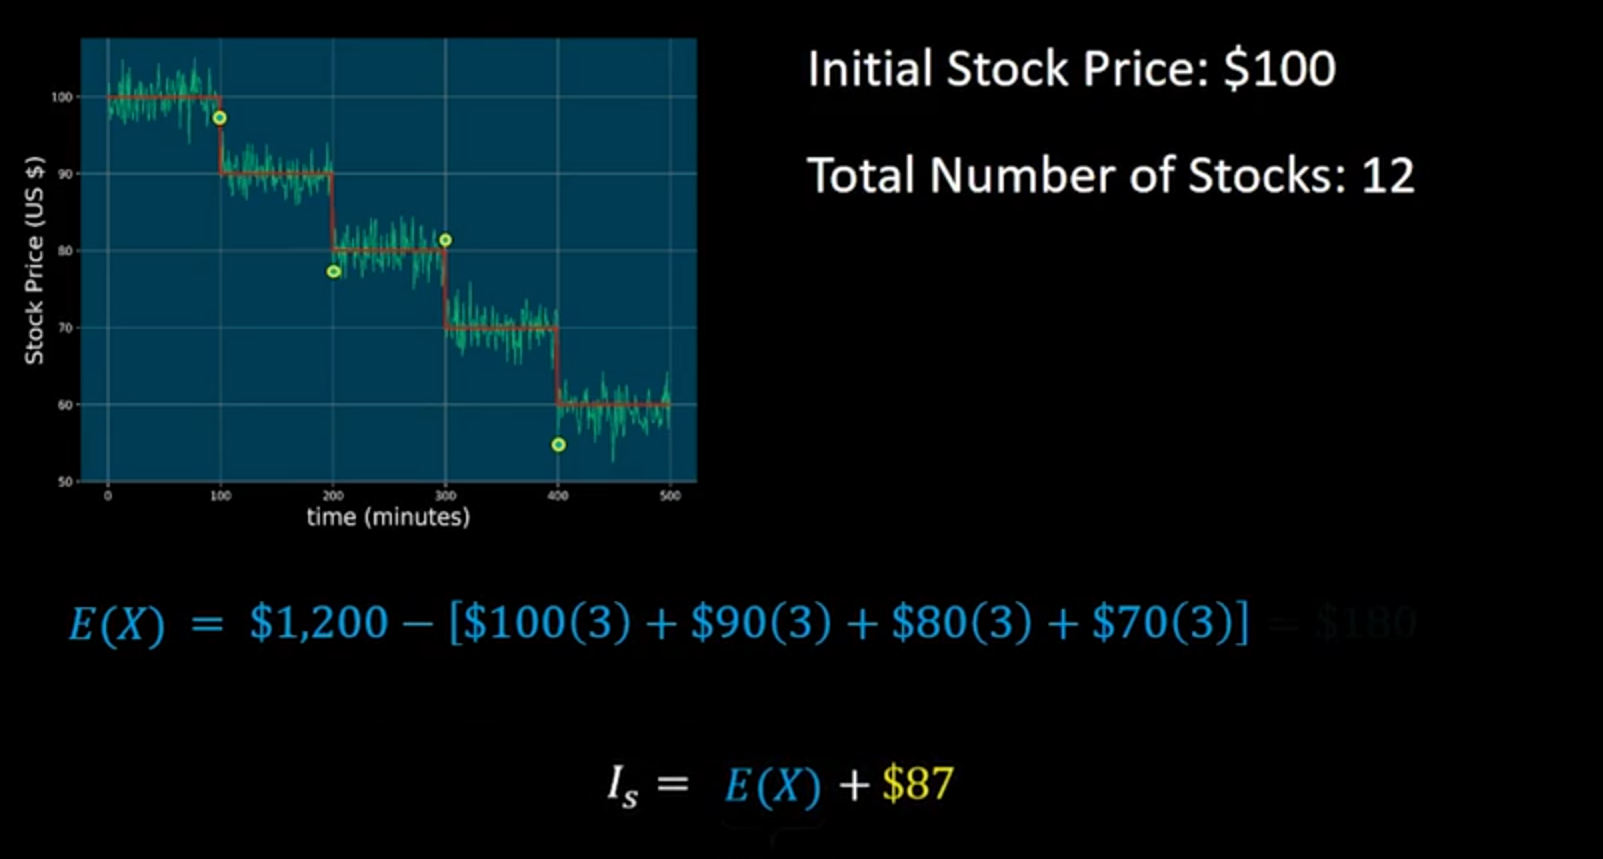 Initial Stock Price: $100
Total Number of Stocks: 12
Stock Price (US $)
100
90
80
70
60
50
0 100 200 300 400 500
time (minutes)
E(X) = $1,200 − [$100(3) + $90(3) + $80(3) + $70(3)] = $180
Iₛ = E(X) + $87